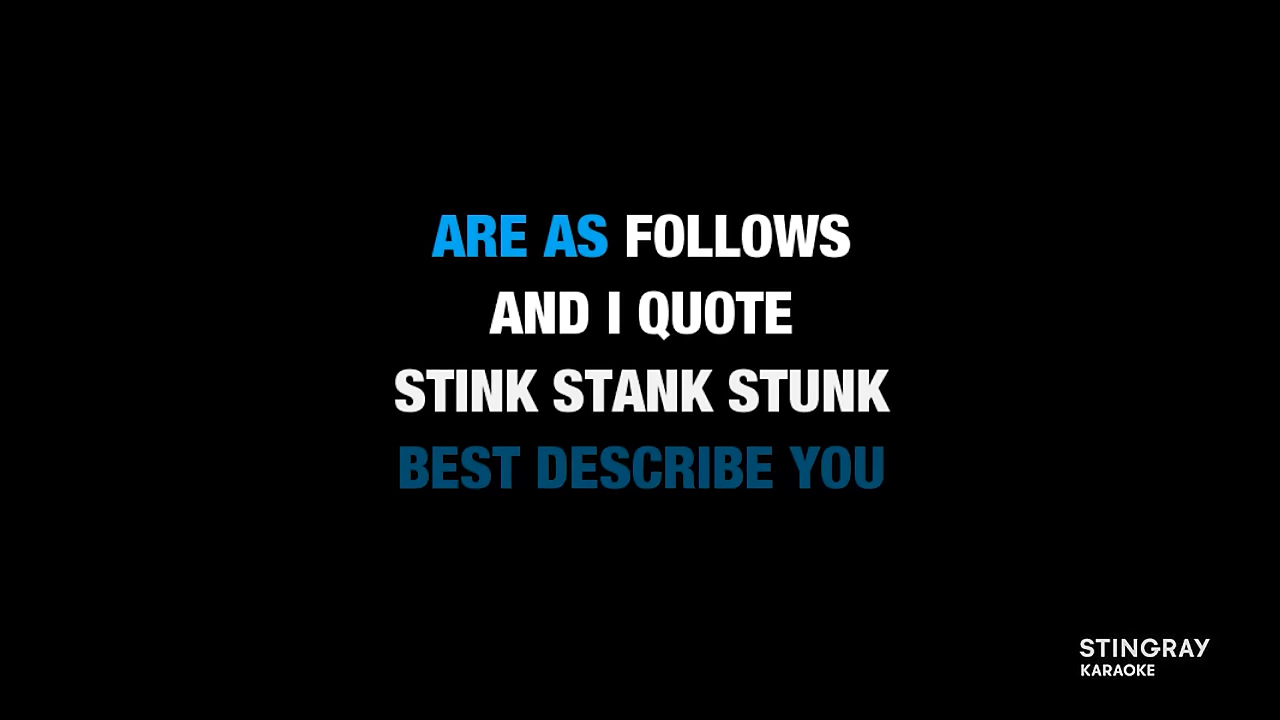 ARE AS FOLLOWS
AND I QUOTE
STINK STANK STUNK
BEST DESCRIBE YOU
STINGRAY
KARAOKE